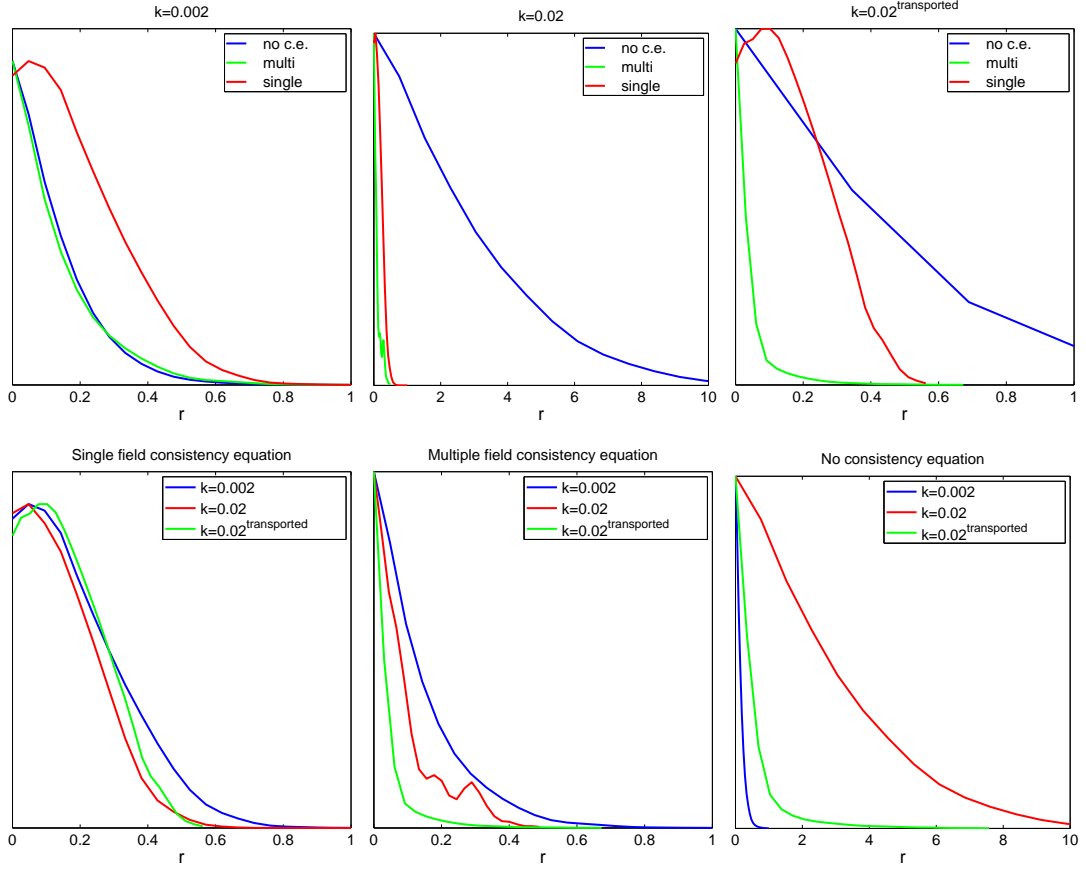 k=0.002
no c.e.
multi
single
0 0.2 0.4 0.6 0.8 1
r
k=0.02
no c.e.
multi
single
0 2 4 6 8 10
r
k=0.02^transported
no c.e.
multi
single
0 0.2 0.4 0.6 0.8 1
r
Single field consistency equation
k=0.002
k=0.02
k=0.02^transported
0 0.2 0.4 0.6 0.8 1
r
Multiple field consistency equation
k=0.002
k=0.02
k=0.02^transported
0 0.2 0.4 0.6 0.8 1
r
No consistency equation
k=0.002
k=0.02
k=0.02^transported
0 2 4 6 8 10
r